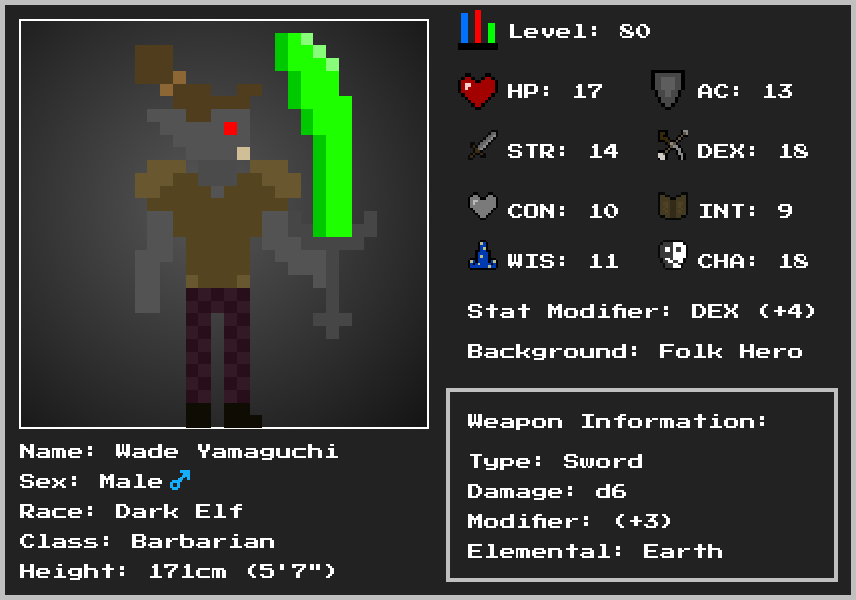 Level: 80
HP: 17 AC: 13
STR: 14 DEX: 18
CON: 10 INT: 9
WIS: 11 CHA: 18
Stat Modifier: DEX (+4)
Background: Folk Hero
Name: Wade Yamaguchi
Sex: Male♂
Race: Dark Elf
Class: Barbarian
Height: 171cm (5'7")
Weapon Information:
Type: Sword
Damage: d6
Modifier: (+3)
Elemental: Earth